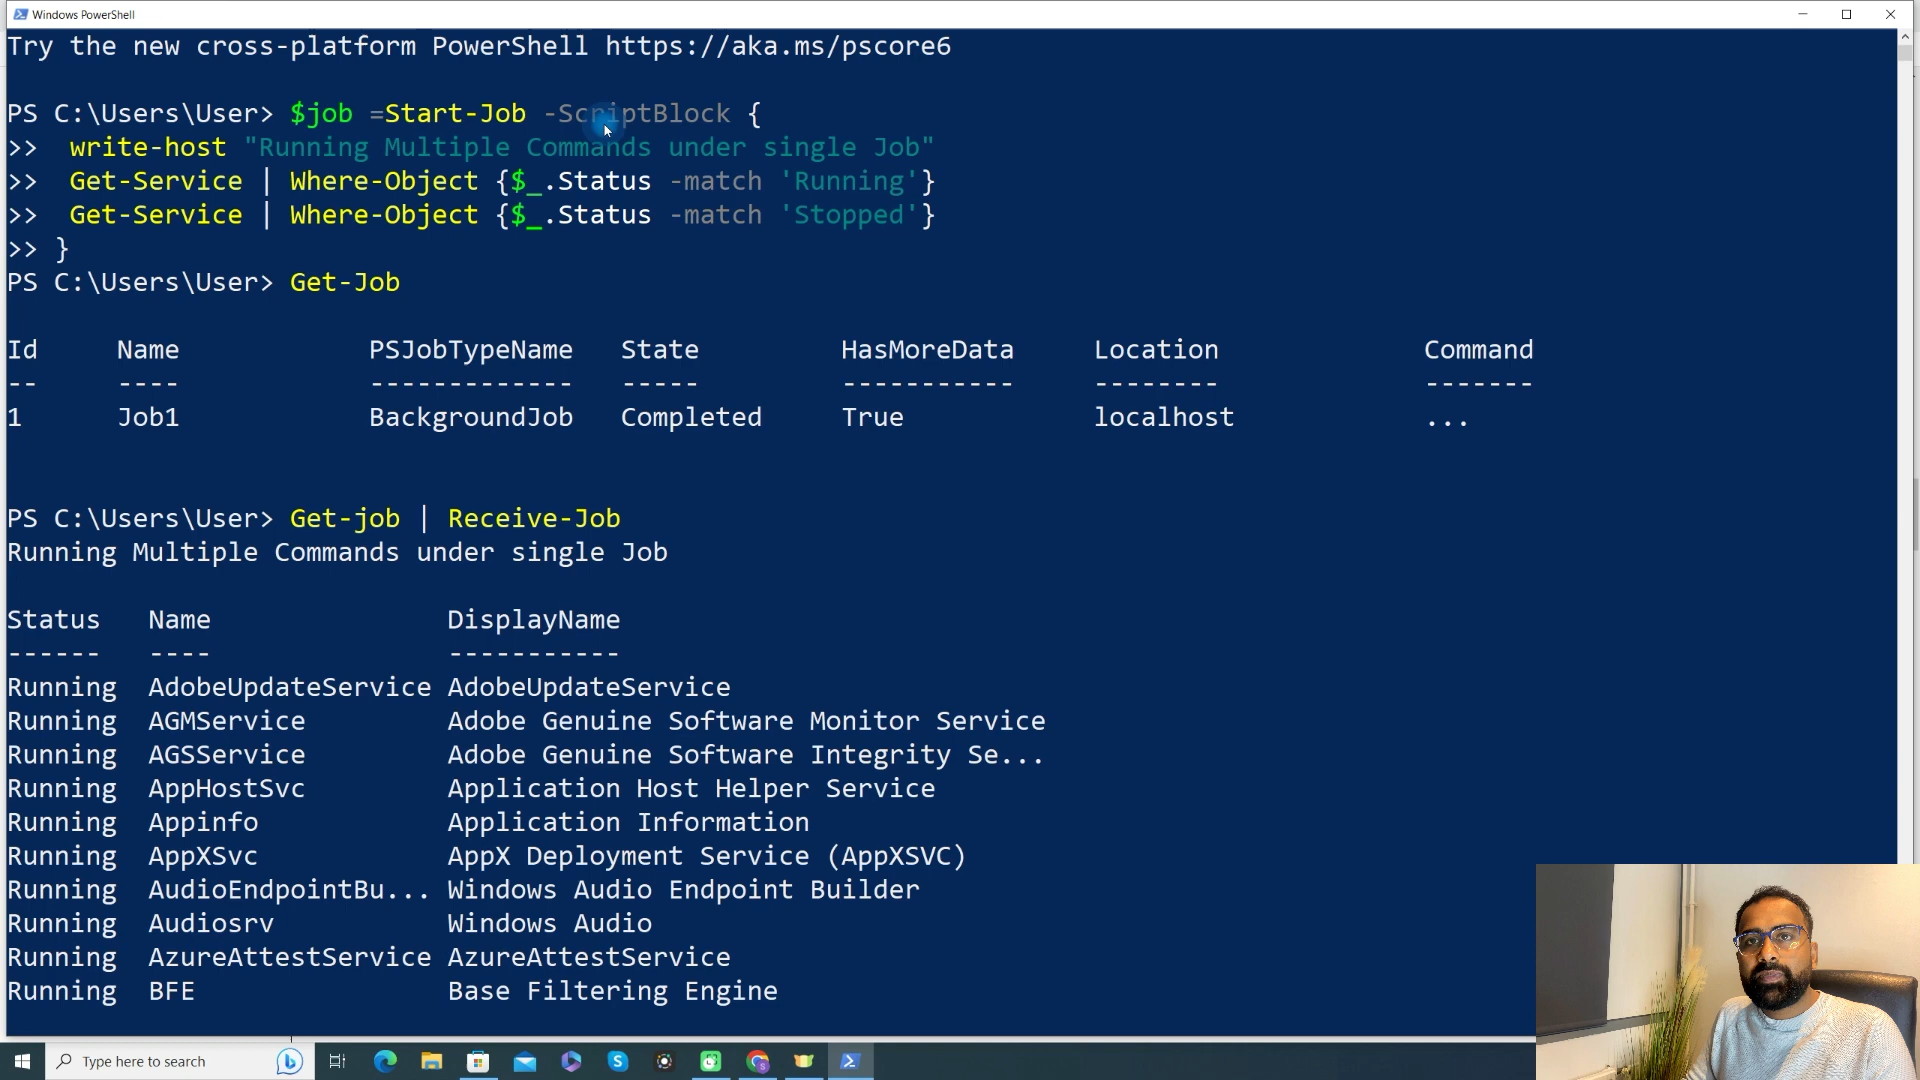 Windows PowerShell
Try the new cross-platform PowerShell https://aka.ms/pscore6
PS C:\Users\User> $job =Start-Job -ScriptBlock {
>>  write-host "Running Multiple Commands under single Job"
>>  Get-Service | Where-Object {$_.Status -match 'Running'}
>>  Get-Service | Where-Object {$_.Status -match 'Stopped'}
>> }
PS C:\Users\User> Get-Job
Id     Name            PSJobTypeName   State         HasMoreData     Location             Command
--     ----            -------------   -----         -----------     --------             -------
1      Job1            BackgroundJob   Completed     True            localhost            ...
PS C:\Users\User> Get-job | Receive-Job
Running Multiple Commands under single Job
Status   Name               DisplayName
------   ----               -----------
Running  AdobeUpdateService AdobeUpdateService
Running  AGMService         Adobe Genuine Software Monitor Service
Running  AGSService         Adobe Genuine Software Integrity Se...
Running  AppHostSvc         Application Host Helper Service
Running  Appinfo            Application Information
Running  AppXSvc            AppX Deployment Service (AppXSVC)
Running  AudioEndpointBu... Windows Audio Endpoint Builder
Running  Audiosrv           Windows Audio
Running  AzureAttestService AzureAttestService
Running  BFE                Base Filtering Engine
Type here to search